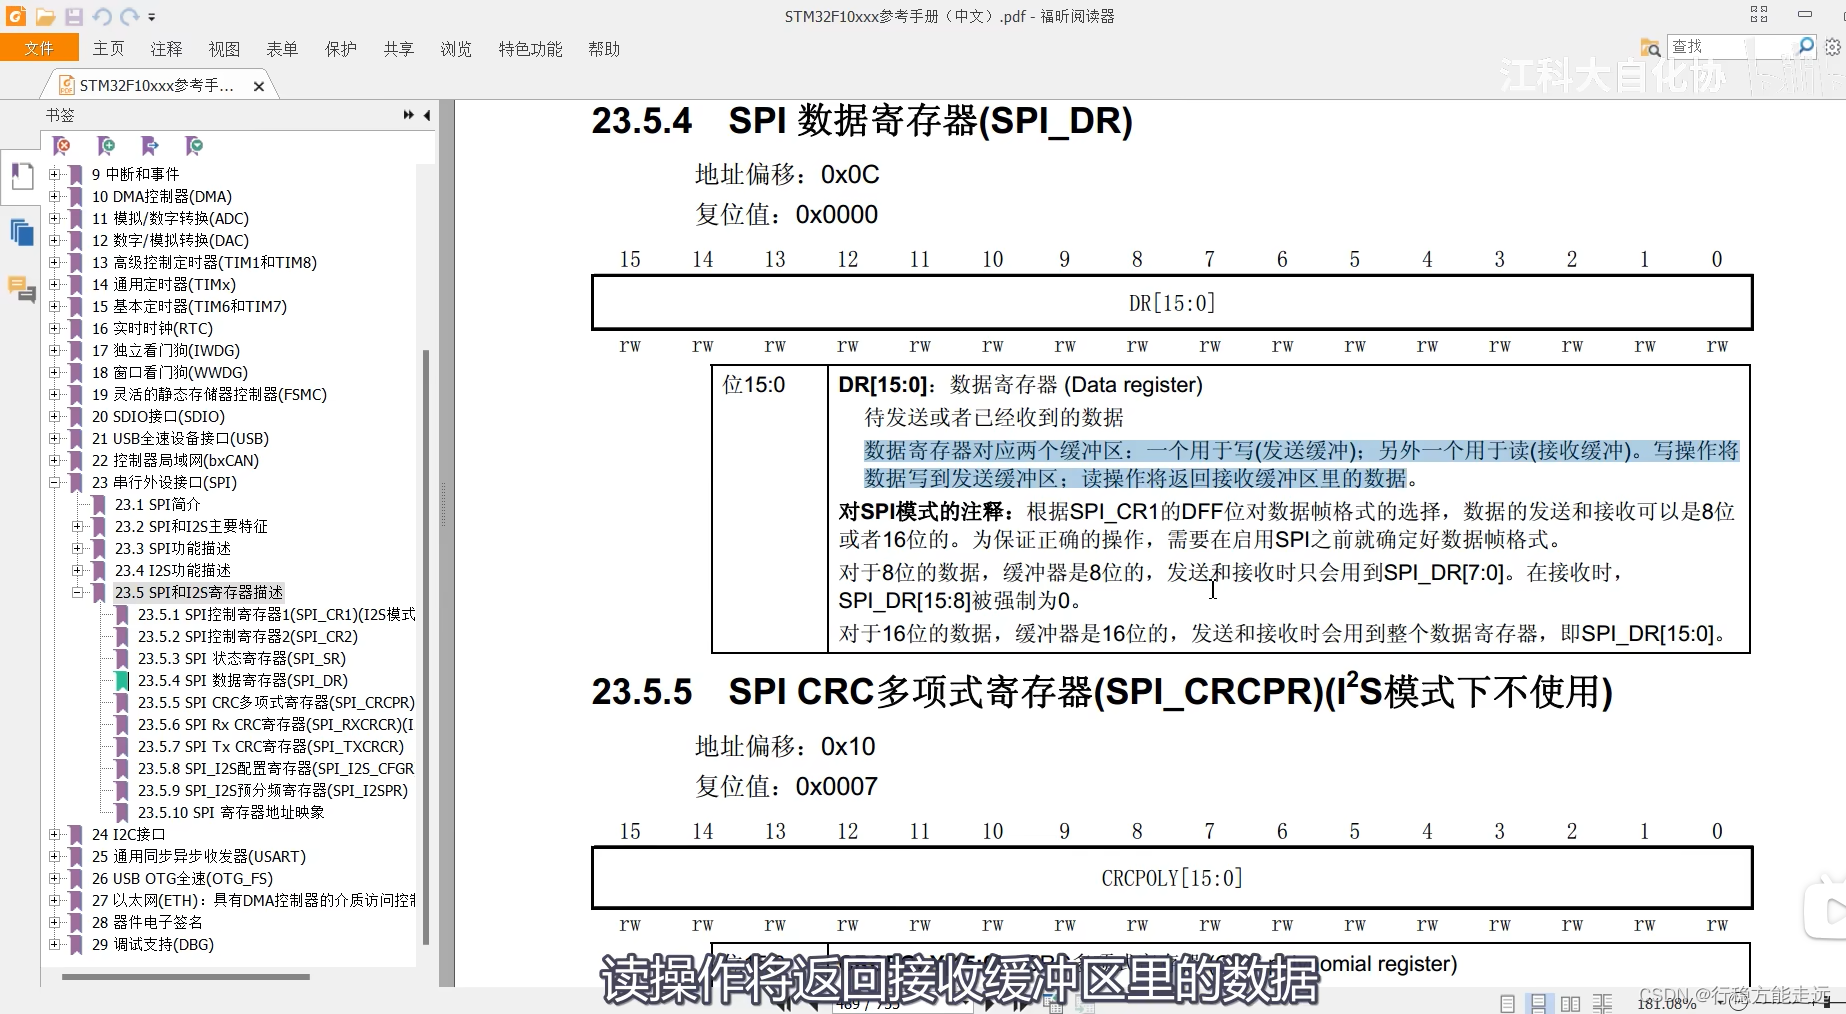 STM32F10xxx参考手册（中文）.pdf - 福昕阅读器
文件 主页 注释 视图 表单 保护 共享 浏览 特色功能 帮助
查找
江科大自化协
STM32F10xxx参考手...
书签
9 中断和事件
10 DMA控制器(DMA)
11 模拟/数字转换(ADC)
12 数字/模拟转换(DAC)
13 高级控制定时器(TIM1和TIM8)
14 通用定时器(TIMx)
15 基本定时器(TIM6和TIM7)
16 实时时钟(RTC)
17 独立看门狗(IWDG)
18 窗口看门狗(WWDG)
19 灵活的静态存储器控制器(FSMC)
20 SDIO接口(SDIO)
21 USB全速设备接口(USB)
22 控制器局域网(bxCAN)
23 串行外设接口(SPI)
23.1 SPI简介
23.2 SPI和I2S主要特征
23.3 SPI功能描述
23.4 I2S功能描述
23.5 SPI和I2S寄存器描述
23.5.1 SPI控制寄存器1(SPI_CR1)(I2S模式
23.5.2 SPI控制寄存器2(SPI_CR2)
23.5.3 SPI 状态寄存器(SPI_SR)
23.5.4 SPI 数据寄存器(SPI_DR)
23.5.5 SPI CRC多项式寄存器(SPI_CRCPR)
23.5.6 SPI Rx CRC寄存器(SPI_RXCRCR)(I
23.5.7 SPI Tx CRC寄存器(SPI_TXCRCR)
23.5.8 SPI_I2S配置寄存器(SPI_I2S_CFGR
23.5.9 SPI_I2S预分频寄存器(SPI_I2SPR)
23.5.10 SPI 寄存器地址映象
24 I2C接口
25 通用同步异步收发器(USART)
26 USB OTG全速(OTG_FS)
27 以太网(ETH)：具有DMA控制器的介质访问控制
28 器件电子签名
29 调试支持(DBG)
23.5.4 SPI 数据寄存器(SPI_DR)
地址偏移：0x0C
复位值：0x0000
15 14 13 12 11 10 9 8 7 6 5 4 3 2 1 0
DR[15:0]
rw rw rw rw rw rw rw rw rw rw rw rw rw rw rw rw
位15:0 DR[15:0]：数据寄存器 (Data register)
待发送或者已经收到的数据
数据寄存器对应两个缓冲区：一个用于写(发送缓冲)；另外一个用于读(接收缓冲)。写操作将
数据写到发送缓冲区；读操作将返回接收缓冲区里的数据。
对SPI模式的注释：根据SPI_CR1的DFF位对数据帧格式的选择，数据的发送和接收可以是8位
或者16位的。为保证正确的操作，需要在启用SPI之前就确定好数据帧格式。
对于8位的数据，缓冲器是8位的，发送和接收时只会用到SPI_DR[7:0]。在接收时，
SPI_DR[15:8]被强制为0。
对于16位的数据，缓冲器是16位的，发送和接收时会用到整个数据寄存器，即SPI_DR[15:0]。
23.5.5 SPI CRC多项式寄存器(SPI_CRCPR)(I²S模式下不使用)
地址偏移：0x10
复位值：0x0007
15 14 13 12 11 10 9 8 7 6 5 4 3 2 1 0
CRCPOLY[15:0]
rw rw rw rw rw rw rw rw rw rw rw rw rw rw rw rw
register)
读操作将返回接收缓冲区里的数据
489 / 755
181.08%
CSDN @行稳方能走远